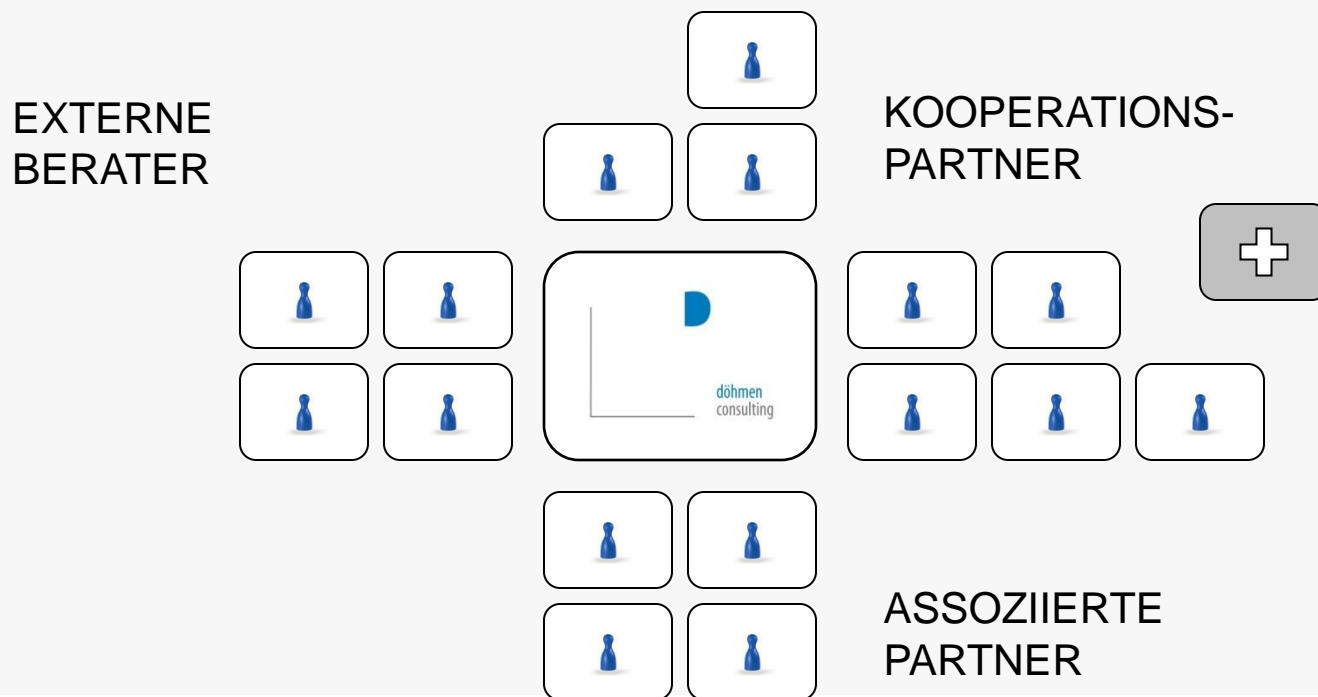 EXTERNE
BERATER
KOOPERATIONS-
PARTNER
D
döhmen
consulting
ASSOZIIERTE
PARTNER